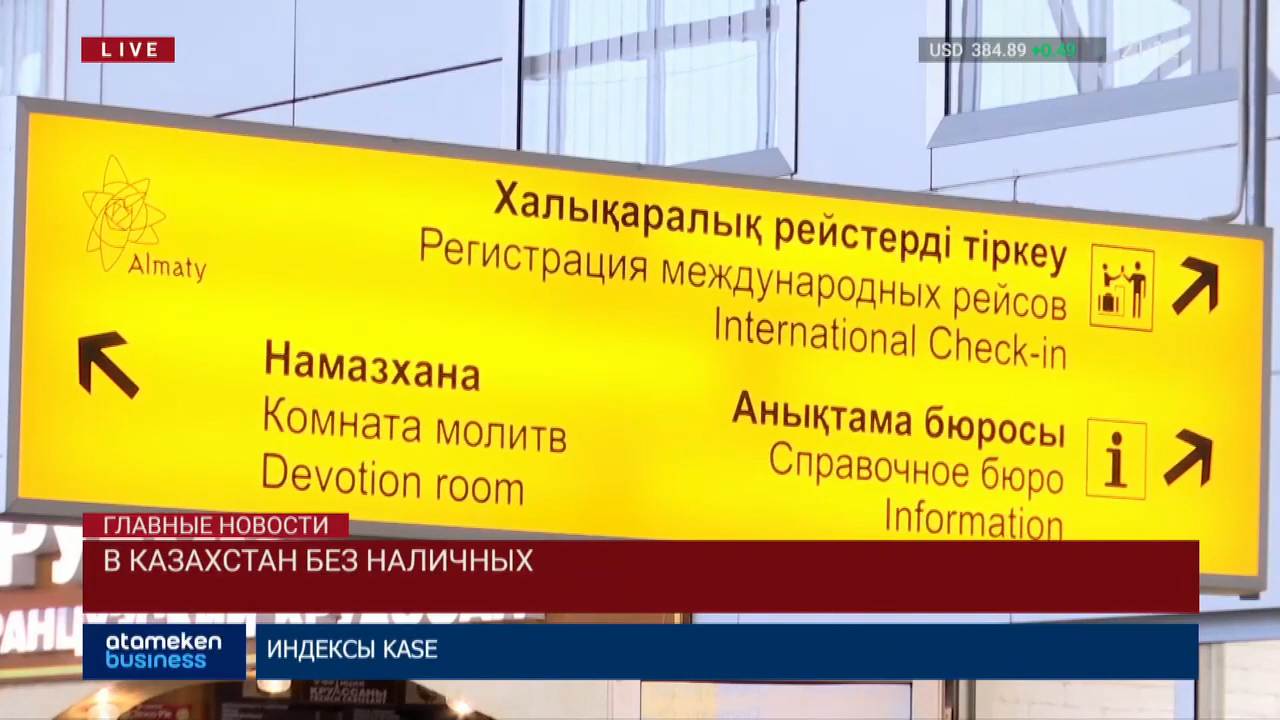 LIVE
USD 384.89 +0.49
Almaty
Халықаралық рейстерді тіркеу
Регистрация международных рейсов
International Check-in
Намазхана
Комната молитв
Devotion room
Анықтама бюросы
Справочное бюро
Information
ГЛАВНЫЕ НОВОСТИ
В КАЗАХСТАН БЕЗ НАЛИЧНЫХ
atameken
business
ИНДЕКСЫ KASE
КРУАССАНЫ